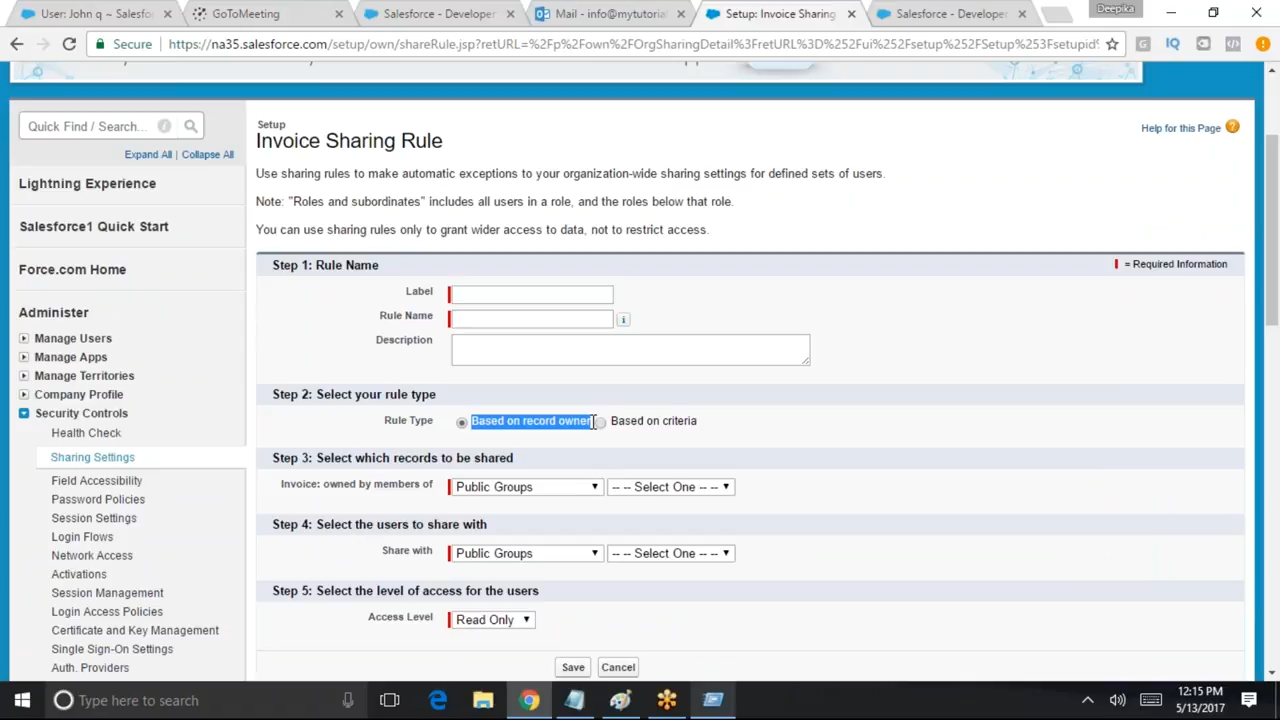 User: John q ~ Salesfo
GoToMeeting
Salesforce - Developer
Mail - info@mytutoria
Setup: Invoice Sharing
Salesforce - Developer
Deepika
Secure
https://na35.salesforce.com/setup/own/shareRule.jsp?retURL=%2Fp%2Fown%2FOrgSharingDetail%3FretURL%3D%252Fui%252Fsetup%252FSetup%253Fsetupid%
Quick Find / Search...
Expand All | Collapse All
Lightning Experience
Salesforce1 Quick Start
Force.com Home
Administer
Manage Users
Manage Apps
Manage Territories
Company Profile
Security Controls
Health Check
Sharing Settings
Field Accessibility
Password Policies
Session Settings
Login Flows
Network Access
Activations
Session Management
Login Access Policies
Certificate and Key Management
Single Sign-On Settings
Auth. Providers
Setup
Invoice Sharing Rule
Help for this Page
Use sharing rules to make automatic exceptions to your organization-wide sharing settings for defined sets of users.
Note: "Roles and subordinates" includes all users in a role, and the roles below that role.
You can use sharing rules only to grant wider access to data, not to restrict access.
Step 1: Rule Name
= Required Information
Label
Rule Name
Description
Step 2: Select your rule type
Rule Type Based on record owner Based on criteria
Step 3: Select which records to be shared
Invoice: owned by members of Public Groups -- -- Select One -- --
Step 4: Select the users to share with
Share with Public Groups -- -- Select One -- --
Step 5: Select the level of access for the users
Access Level Read Only
Save Cancel
Type here to search
12:15 PM
5/13/2017